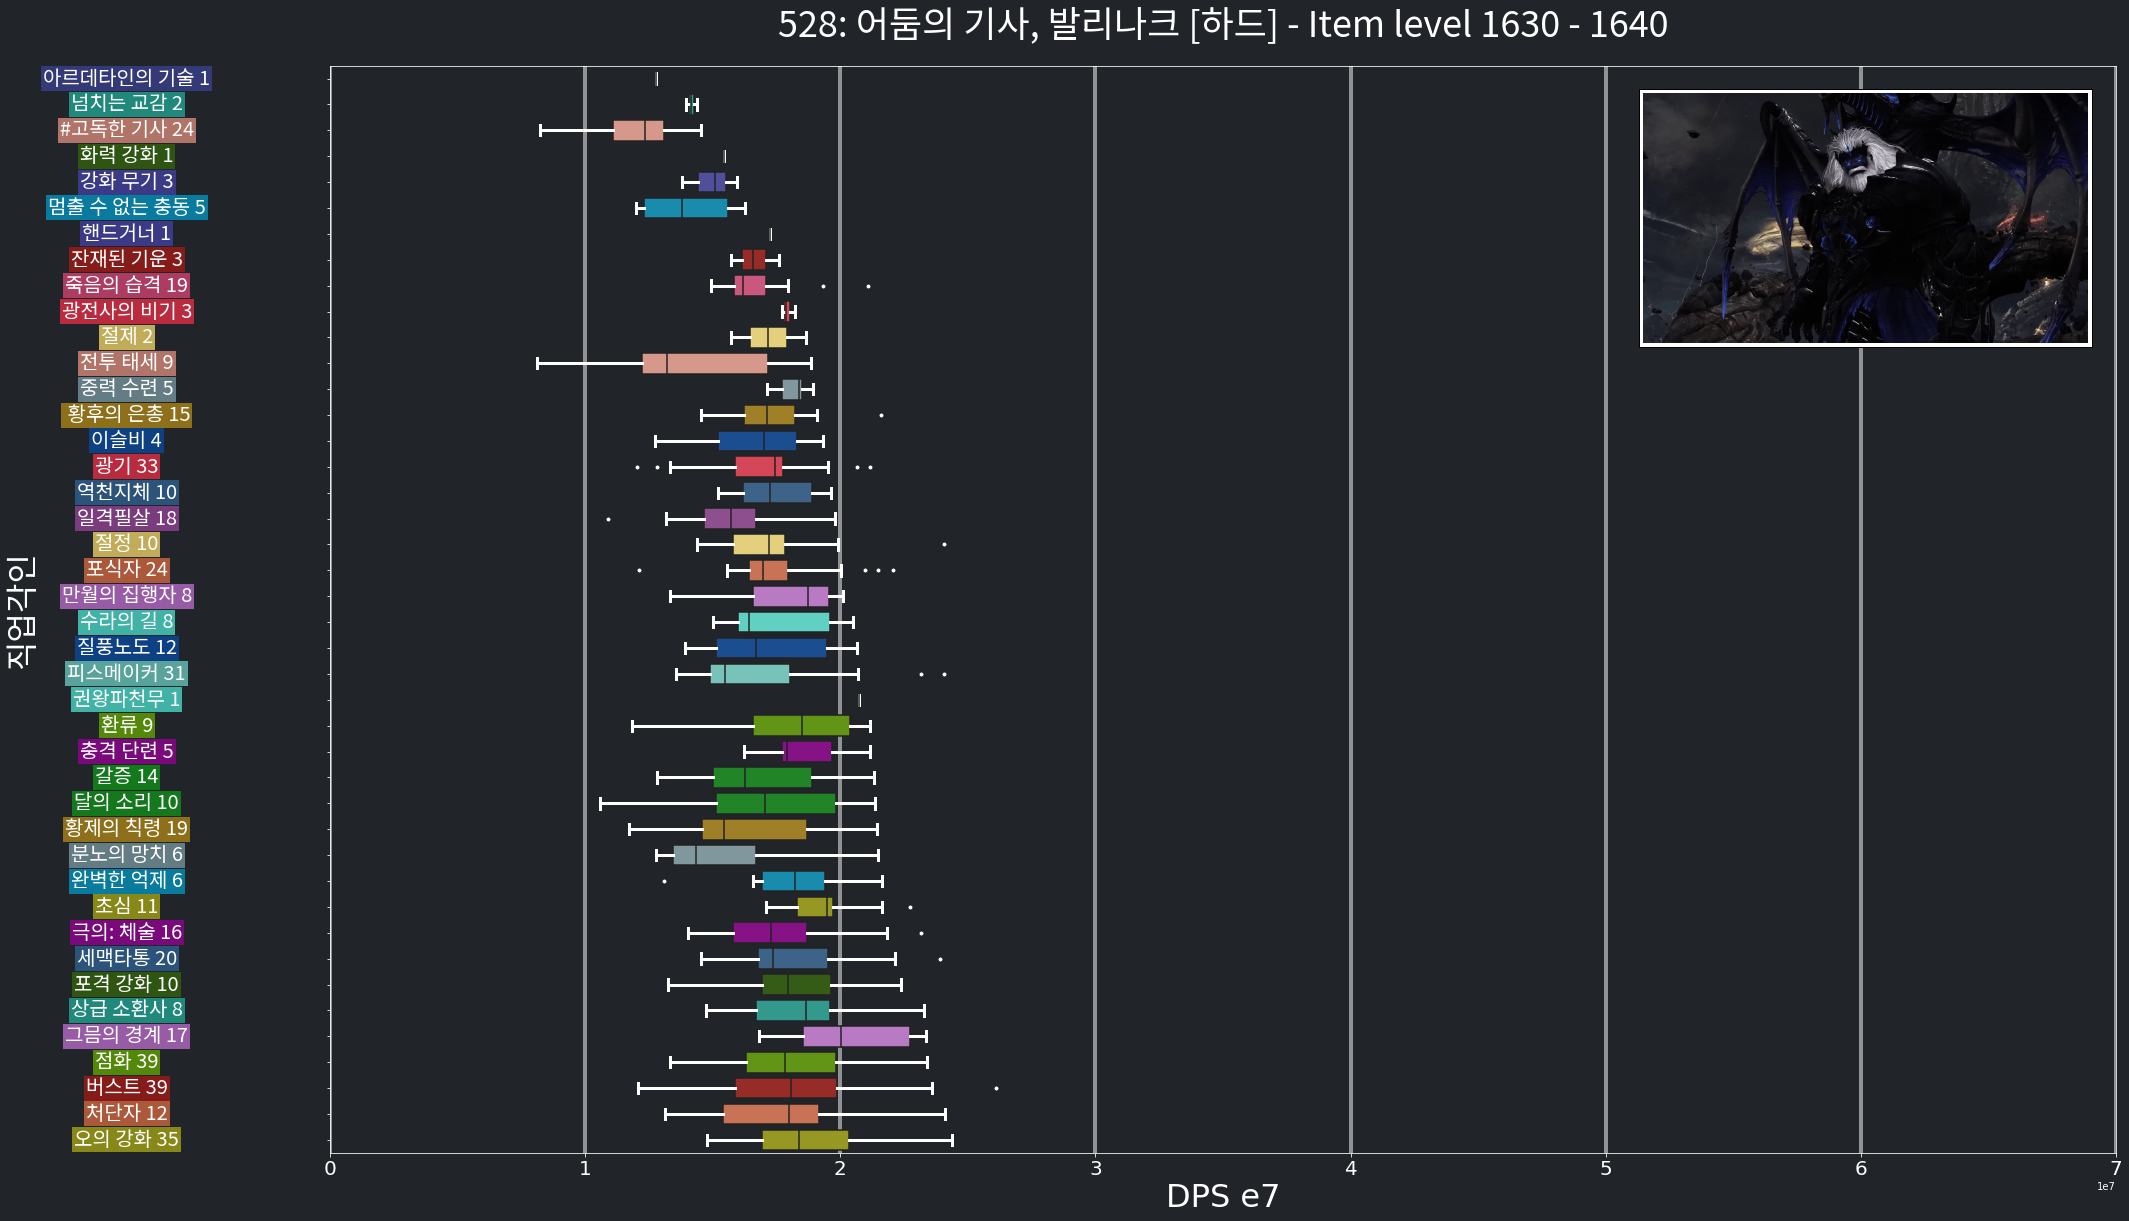 528: 어둠의 기사, 발리나크 [하드] - Item level 1630 - 1640
직업각인
아르데타인의 기술 1
넘치는 교감 2
#고독한 기사 24
화력 강화 1
강화 무기 3
멈출 수 없는 충동 5
핸드거너 1
잔재된 기운 3
죽음의 습격 19
광전사의 비기 3
절제 2
전투 태세 9
중력 수련 5
황후의 은총 15
이슬비 4
광기 33
역천지체 10
일격필살 18
절정 10
포식자 24
만월의 집행자 8
수라의 길 8
질풍노도 12
피스메이커 31
권왕파천무 1
환류 9
충격 단련 5
갈증 14
달의 소리 10
황제의 칙령 19
분노의 망치 6
완벽한 억제 6
초심 11
극의: 체술 16
세맥타통 20
포격 강화 10
상급 소환사 8
그믐의 경계 17
점화 39
버스트 39
처단자 12
오의 강화 35
0 1 2 3 4 5 6 7
1e7
DPS e7